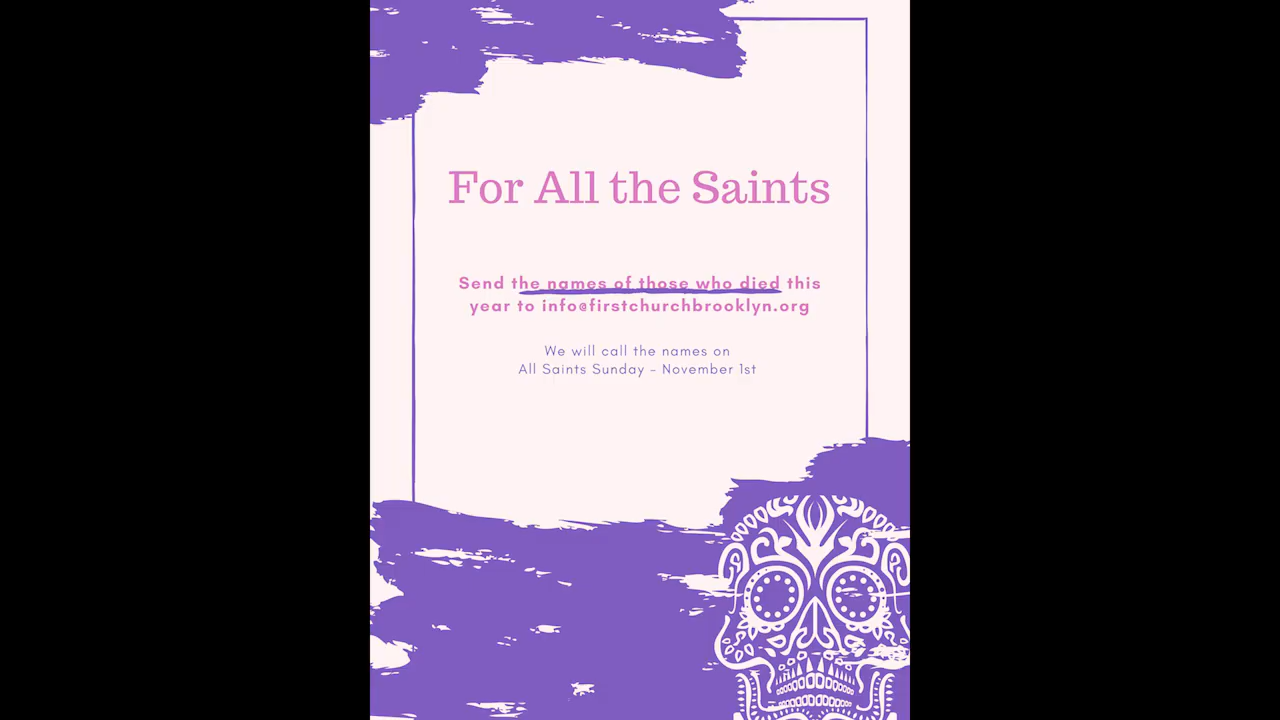 For All the Saints
Send the names of those who died this
year to info@firstchurchbrooklyn.org
We will call the names on
All Saints Sunday - November 1st